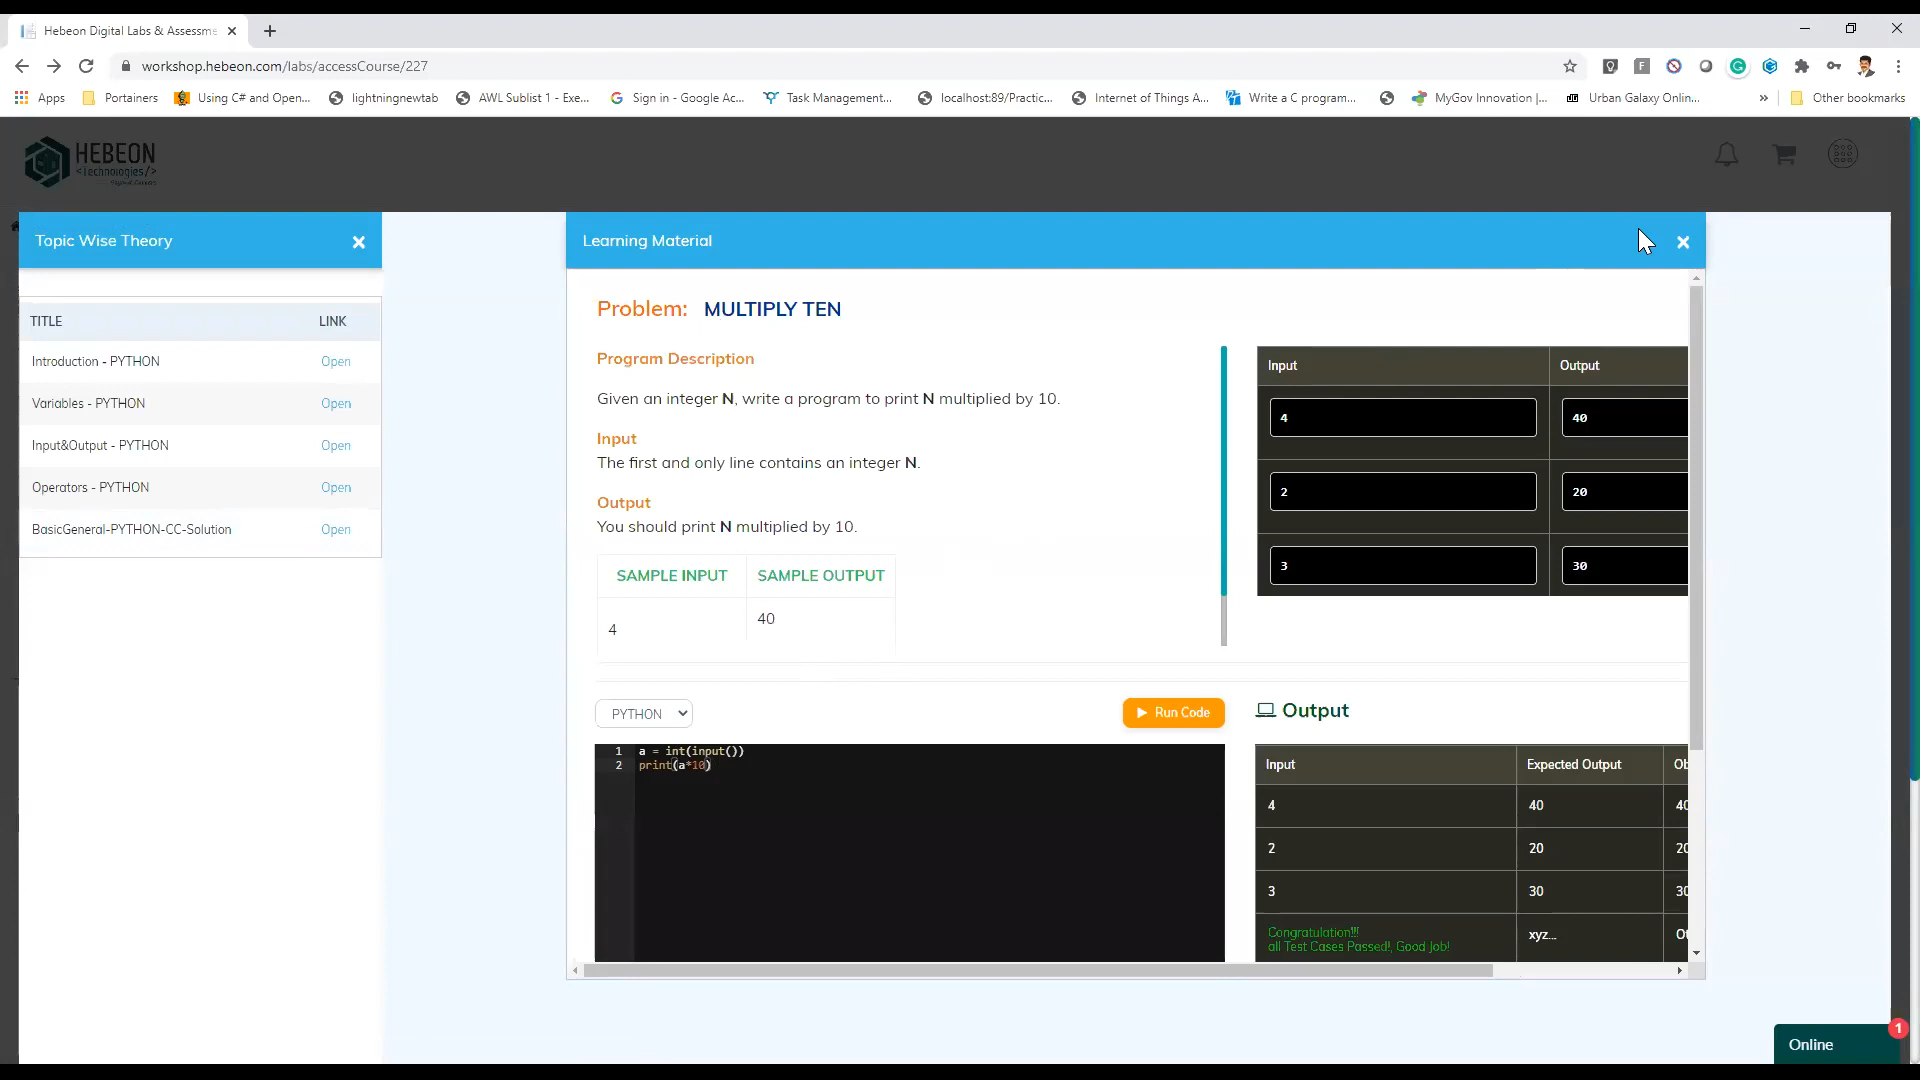 Hebeon Digital Labs & Assessme
workshop.hebeon.com/labs/accessCourse/227
Apps
Portainers
Using C# and Open...
lightningnewtab
AWL Sublist 1 - Exe...
Sign in - Google Ac...
Task Management...
localhost:89/Practic...
Internet of Things A...
Write a C program...
MyGov Innovation |...
Urban Galaxy Onlin...
»
Other bookmarks
HEBEON
<Technologies/>
Topic Wise Theory
TITLE LINK
Introduction - PYTHON Open
Variables - PYTHON Open
Input&Output - PYTHON Open
Operators - PYTHON Open
BasicGeneral-PYTHON-CC-Solution Open
Learning Material
Problem: MULTIPLY TEN
Program Description
Given an integer N, write a program to print N multiplied by 10.
Input
The first and only line contains an integer N.
Output
You should print N multiplied by 10.
SAMPLE INPUT SAMPLE OUTPUT
4 40
Input Output
4 40
2 20
3 30
PYTHON
Run Code
1 a = int(input())
2 print(a*10)
Output
Input Expected Output Ob
4 40 40
2 20 20
3 30 30
Congratulation!!! xyz... Ot
all Test Cases Passed!, Good Job!
Online
1